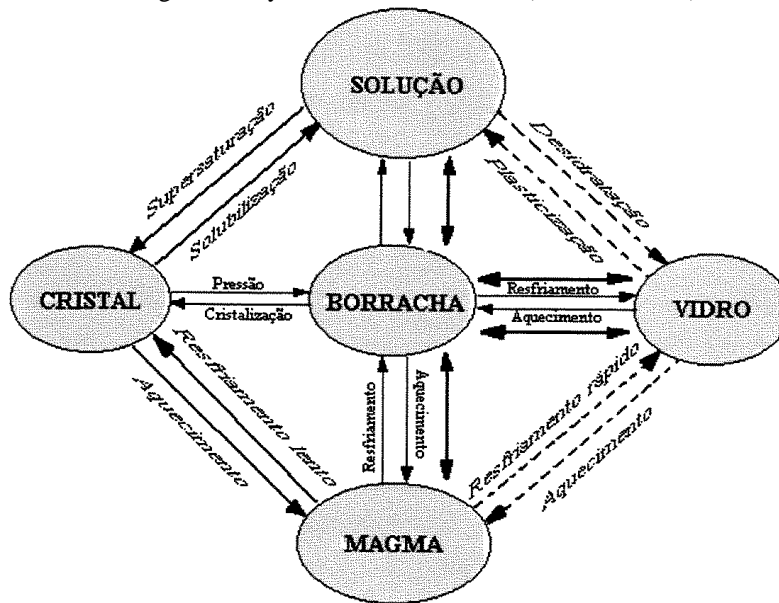 SOLUÇÃO
Supersaturação
Solubilização
Desidratação
Plasticização
CRISTAL
Pressão
Cristalização
BORRACHA
Resfriamento
Aquecimento
VIDRO
Aquecimento
Resfriamento lento
Resfriamento
Aquecimento
Resfriamento rápido
Aquecimento
MAGMA